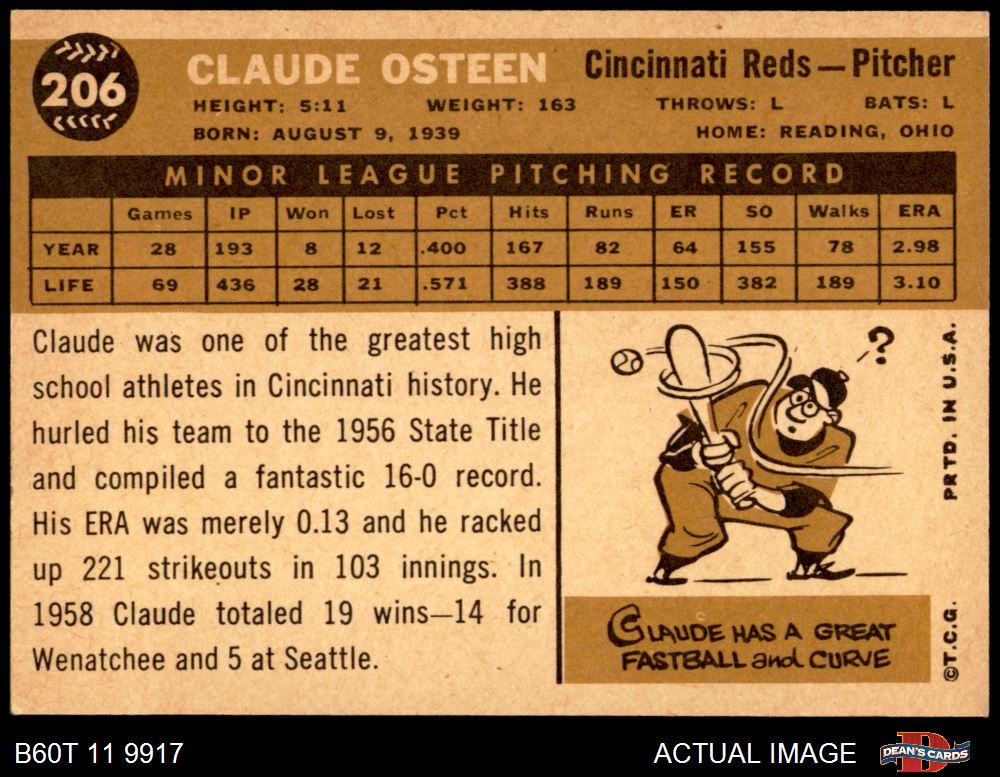 206
CLAUDE OSTEEN Cincinnati Reds—Pitcher
HEIGHT: 5:11 WEIGHT: 163 THROWS: L BATS: L
BORN: AUGUST 9, 1939 HOME: READING, OHIO
MINOR LEAGUE PITCHING RECORD
Games IP Won Lost Pct Hits Runs ER SO Walks ERA
YEAR 28 193 8 12 .400 167 82 64 155 78 2.98
LIFE 69 436 28 21 .571 388 189 150 382 189 3.10
Claude was one of the greatest high
school athletes in Cincinnati history. He
hurled his team to the 1956 State Title
and compiled a fantastic 16-0 record.
His ERA was merely 0.13 and he racked
up 221 strikeouts in 103 innings. In
1958 Claude totaled 19 wins—14 for
Wenatchee and 5 at Seattle.
?
CLAUDE HAS A GREAT
FASTBALL and CURVE
©T.C.G. PRTD. IN U.S.A.
B60T 11 9917 ACTUAL IMAGE DEAN'S CARDS